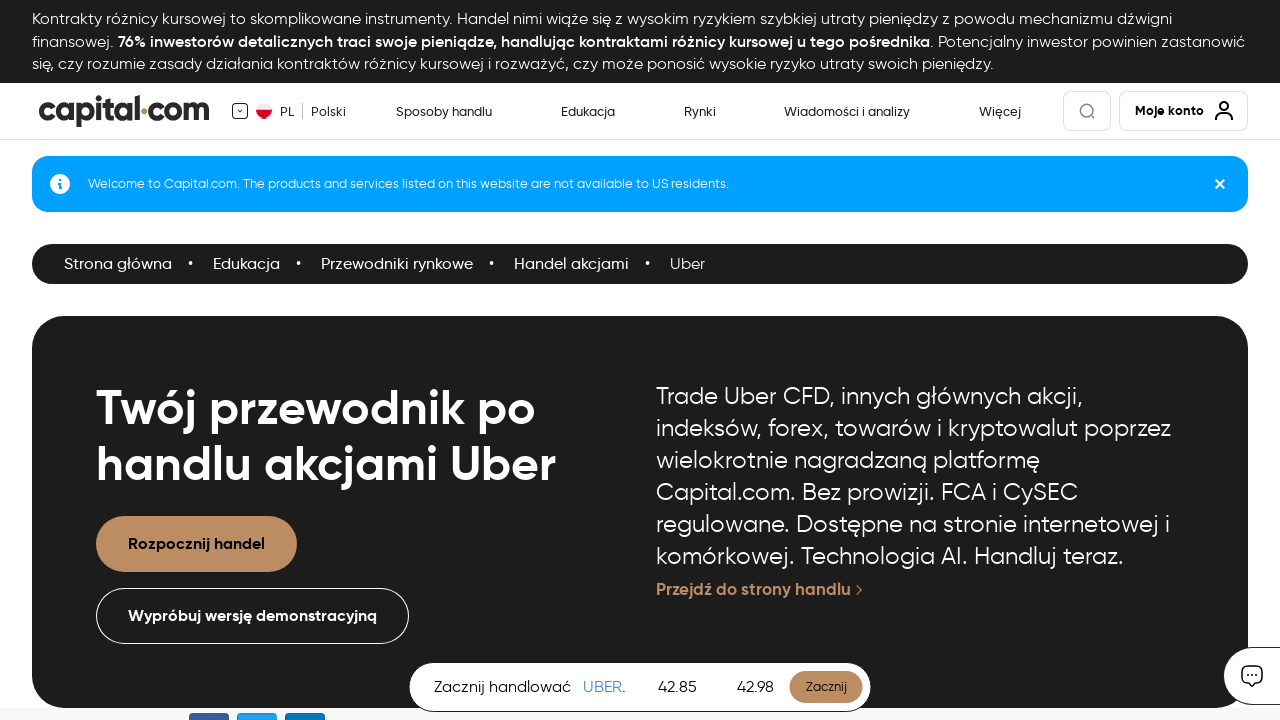 Kontrakty różnicy kursowej to skomplikowane instrumenty. Handel nimi wiąże się z wysokim ryzykiem szybkiej utraty pieniędzy z powodu mechanizmu dźwigni
finansowej. 76% inwestorów detalicznych traci swoje pieniądze, handlując kontraktami różnicy kursowej u tego pośrednika. Potencjalny inwestor powinien zastanowić
się, czy rozumie zasady działania kontraktów różnicy kursowej i rozważyć, czy może ponosić wysokie ryzyko utraty swoich pieniędzy.
capital.com PL Polski Sposoby handlu Edukacja Rynki Wiadomości i analizy Więcej Moje konto
Welcome to Capital.com. The products and services listed on this website are not available to US residents.
Strona główna • Edukacja • Przewodniki rynkowe • Handel akcjami • Uber
Twój przewodnik po
handlu akcjami Uber
Rozpocznij handel
Wypróbuj wersję demonstracyjną
Trade Uber CFD, innych głównych akcji,
indeksów, forex, towarów i kryptowalut poprzez
wielokrotnie nagradzaną platformę
Capital.com. Bez prowizji. FCA i CySEC
regulowane. Dostępne na stronie internetowej i
komórkowej. Technologia AI. Handluj teraz.
Przejdź do strony handlu
Zacznij handlować UBER. 42.85 42.98 Zacznij